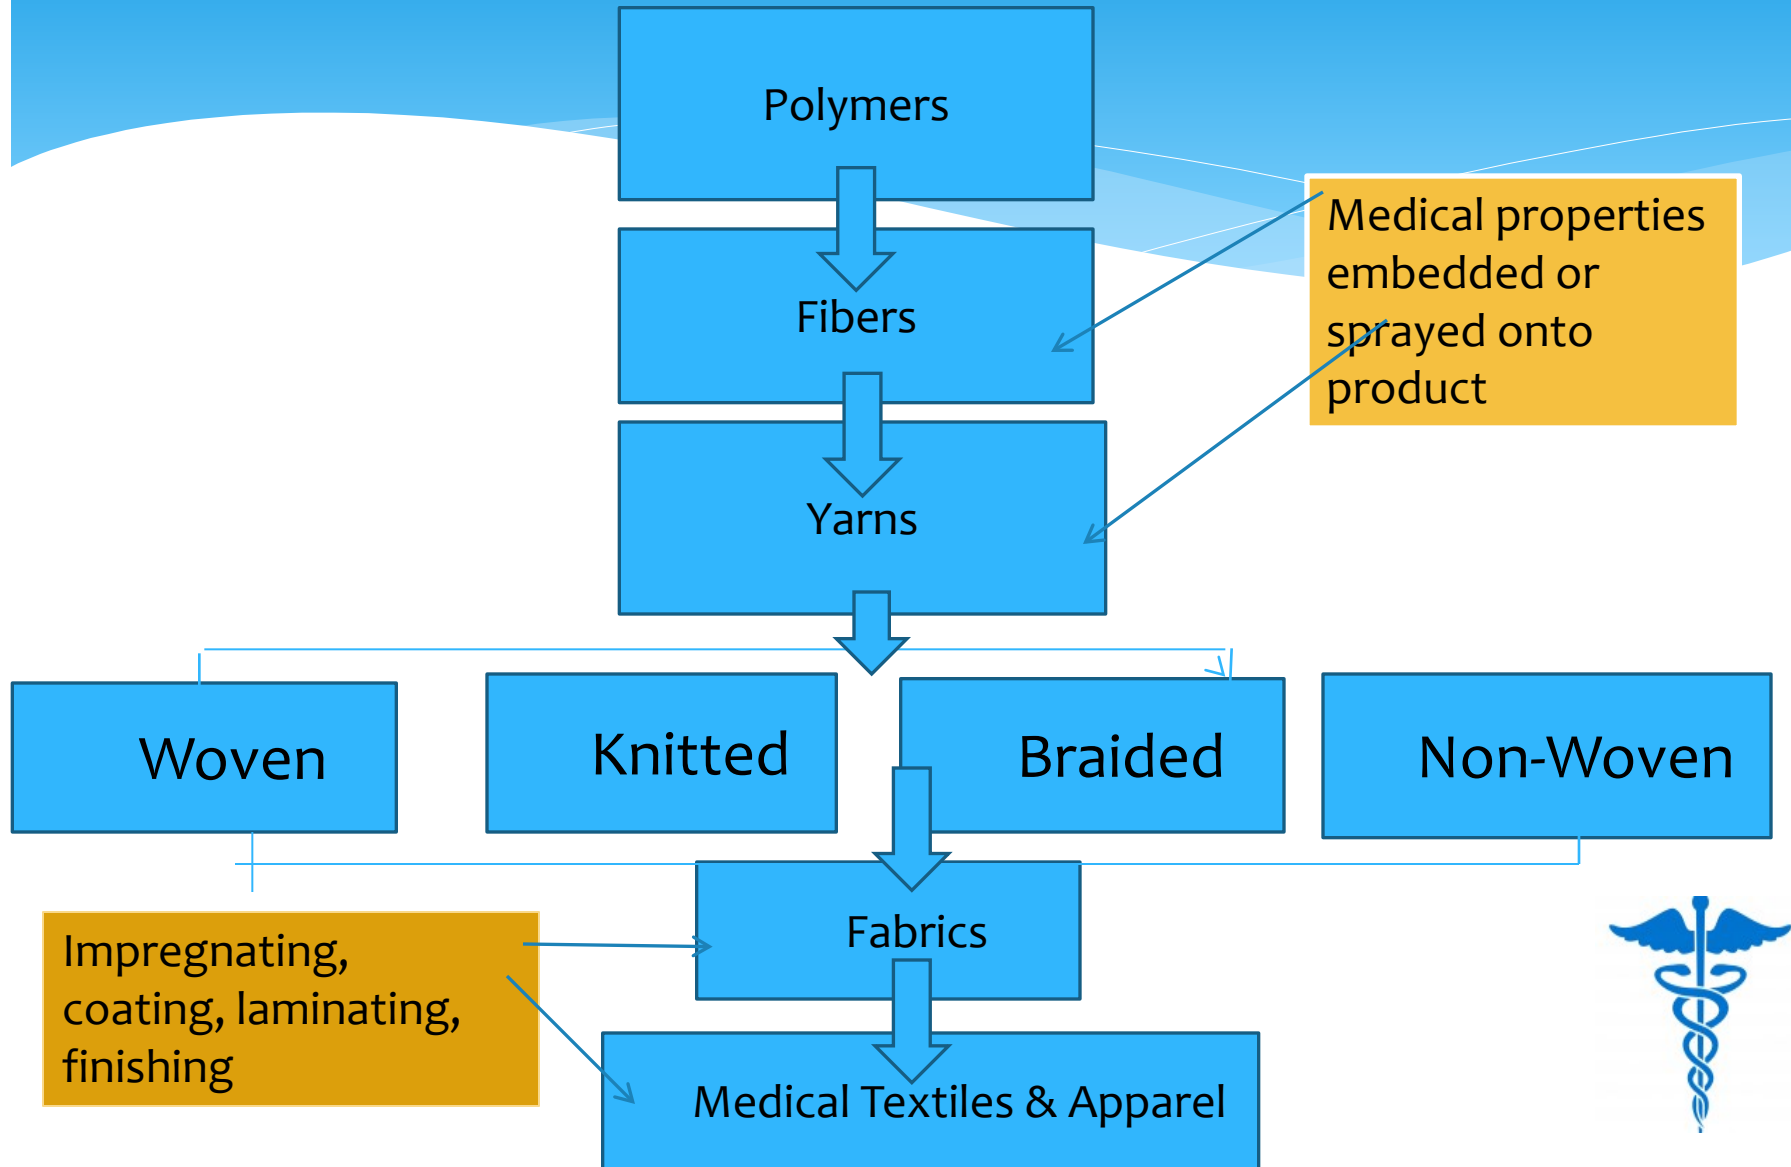 Polymers
Medical properties
embedded or
sprayed onto
product
Fibers
Yarns
Woven
Knitted
Braided
Non-Woven
Fabrics
Impregnating,
coating, laminating,
finishing
Medical Textiles & Apparel